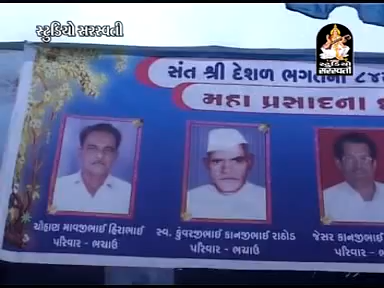 સ્ટુડિયો સરસ્વતી
સ્ટુડિયો
સરસ્વતી
સંત શ્રી દેશળ ભગતની ૮૪
મહા પ્રસાદના
ચૌહાણ માવજીભાઈ હિરાભાઈ
પરિવાર - ભચાઉ
સ્વ. કુંવરજીભાઈ કાનજીભાઈ રાઠોડ
પરિવાર - ભચાઉ
જેસર કાનજીભાઈ
પરિવાર -